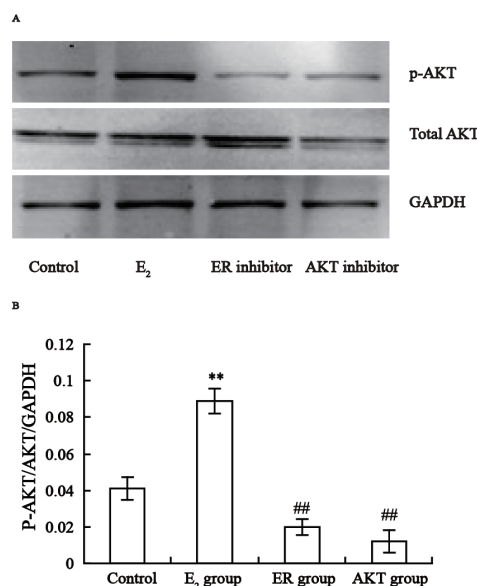 A
p-AKT
Total AKT
GAPDH
Control E₂ ER inhibitor AKT inhibitor
B
P-AKT/AKT/GAPDH
0.12
0.1
0.08
0.06
0.04
0.02
0
**
##
##
Control E₂ group ER group AKT group